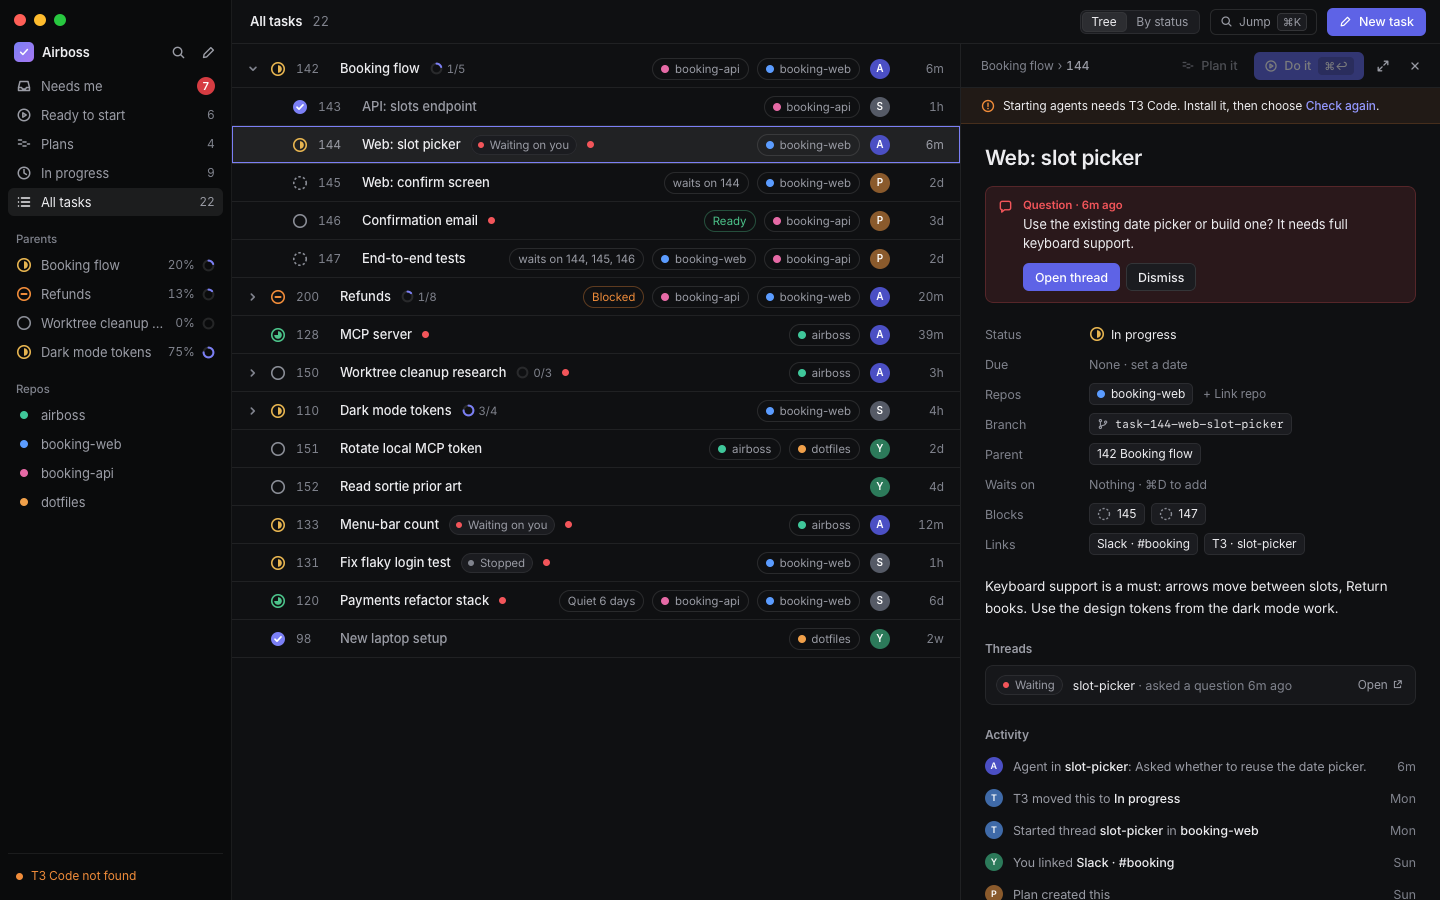 All tasks 22
Tree By status
Jump ⌘K
New task
Airboss
Needs me 7
Ready to start 6
Plans 4
In progress 9
All tasks 22
Parents
Booking flow 20%
Refunds 13%
Worktree cleanup ... 0%
Dark mode tokens 75%
Repos
airboss
booking-web
booking-api
dotfiles
T3 Code not found
142 Booking flow 1/5 booking-api booking-web A 6m
143 API: slots endpoint booking-api S 1h
144 Web: slot picker Waiting on you booking-web A 6m
145 Web: confirm screen waits on 144 booking-web P 2d
146 Confirmation email Ready booking-api P 3d
147 End-to-end tests waits on 144, 145, 146 booking-web booking-api P 2d
200 Refunds 1/8 Blocked booking-api booking-web A 20m
128 MCP server airboss A 39m
150 Worktree cleanup research 0/3 airboss A 3h
110 Dark mode tokens 3/4 booking-web S 4h
151 Rotate local MCP token airboss dotfiles Y 2d
152 Read sortie prior art Y 4d
133 Menu-bar count Waiting on you airboss A 12m
131 Fix flaky login test Stopped booking-web S 1h
120 Payments refactor stack Quiet 6 days booking-api booking-web S 6d
98 New laptop setup dotfiles Y 2w
Booking flow › 144 Plan it Do it ⌘↩
Starting agents needs T3 Code. Install it, then choose Check again.
Web: slot picker
Question · 6m ago
Use the existing date picker or build one? It needs full
keyboard support.
Open thread Dismiss
Status In progress
Due None · set a date
Repos booking-web + Link repo
Branch task-144-web-slot-picker
Parent 142 Booking flow
Waits on Nothing · ⌘D to add
Blocks 145 147
Links Slack · #booking T3 · slot-picker
Keyboard support is a must: arrows move between slots, Return
books. Use the design tokens from the dark mode work.
Threads
Waiting slot-picker · asked a question 6m ago Open
Activity
A Agent in slot-picker: Asked whether to reuse the date picker. 6m
T T3 moved this to In progress Mon
T Started thread slot-picker in booking-web Mon
Y You linked Slack · #booking Sun
P Plan created this Sun